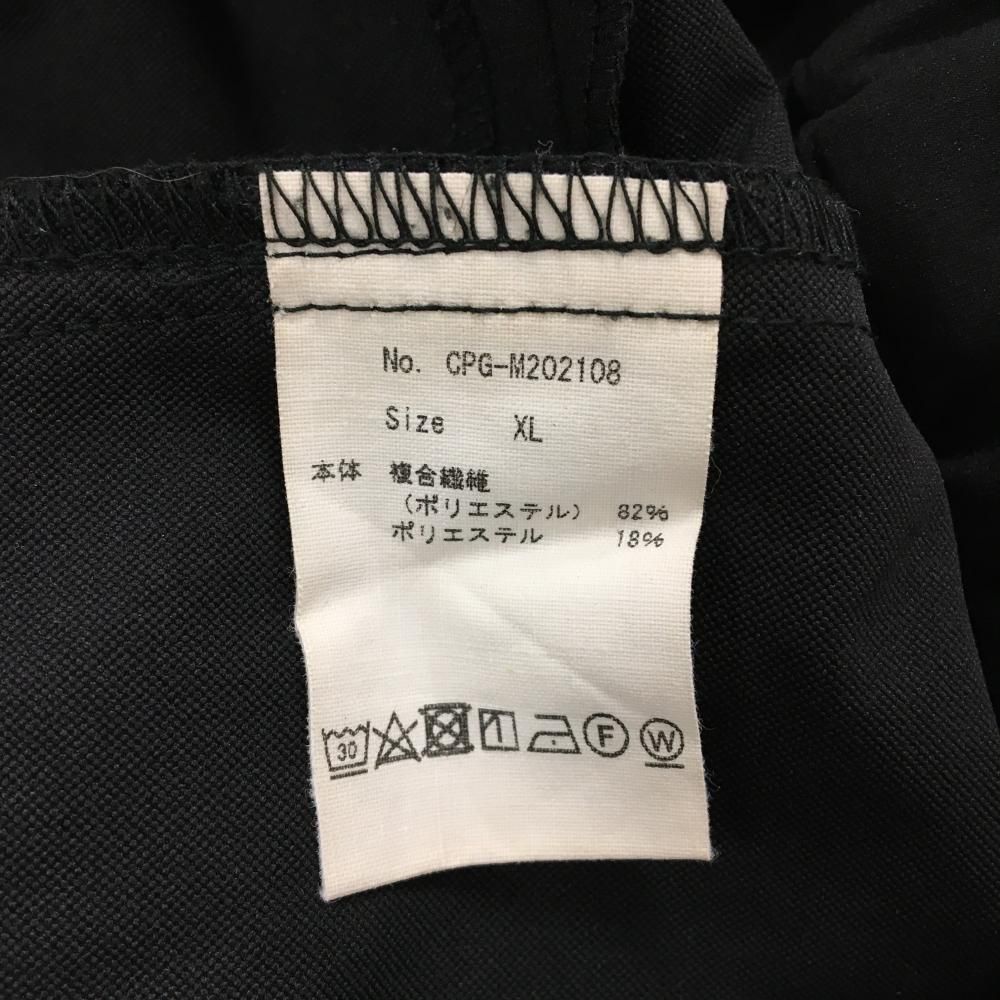 No. CPG-M202108
Size XL
本体 複合繊維
(ポリエステル) 82%
ポリエステル 18%
30 F W